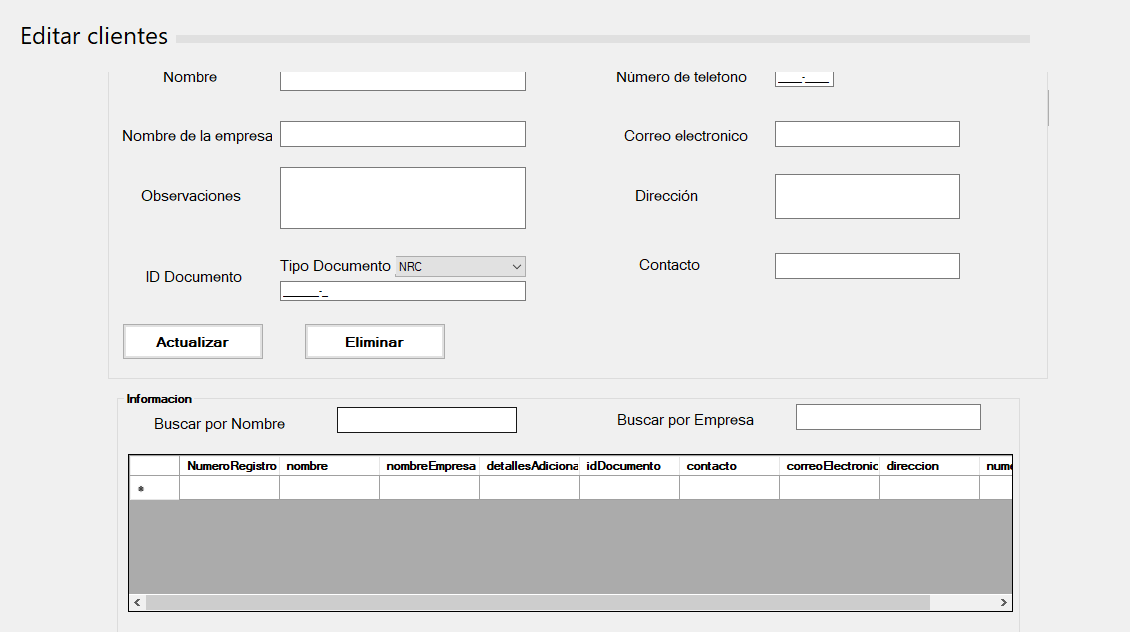 Editar clientes
Nombre
Número de telefono
____-____
Nombre de la empresa
Correo electronico
Observaciones
Dirección
Tipo Documento NRC
Contacto
ID Documento
______-_
Actualizar
Eliminar
Informacion
Buscar por Nombre
Buscar por Empresa
NumeroRegistro nombre nombreEmpresa detallesAdiciona idDocumento contacto correoElectronic direccion nume
*